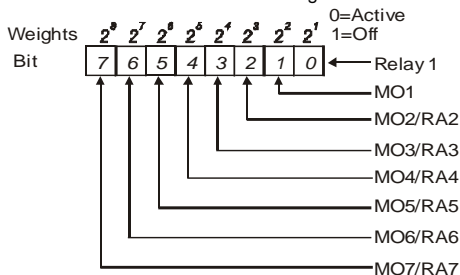 0=Active
Weights 2⁸ 2⁷ 2⁶ 2⁵ 2⁴ 2³ 2² 2¹ 1=Off
Bit 7 6 5 4 3 2 1 0 Relay 1
MO1
MO2/RA2
MO3/RA3
MO4/RA4
MO5/RA5
MO6/RA6
MO7/RA7